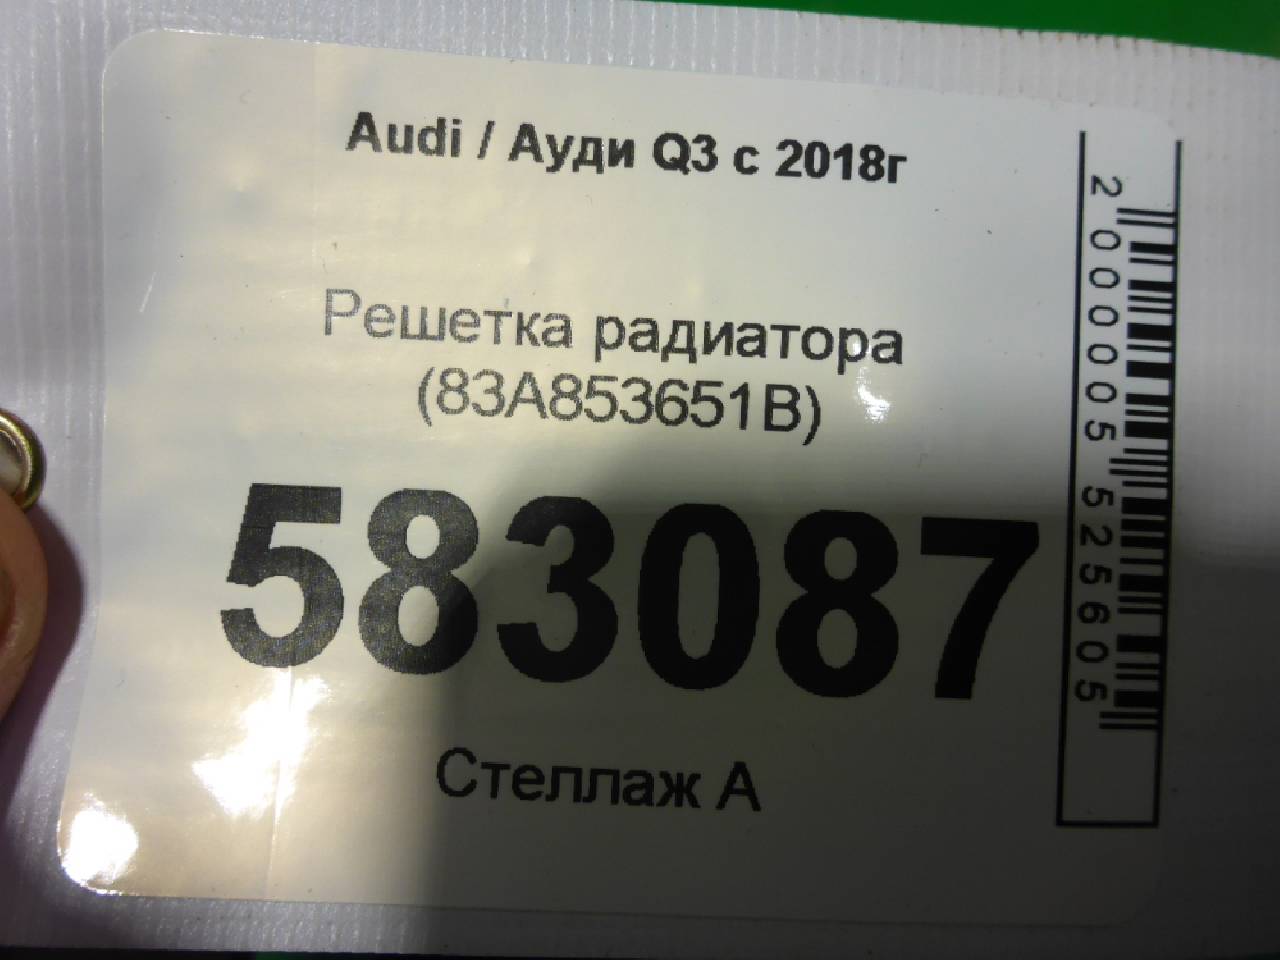 Audi / Ауди Q3 с 2018г
Решетка радиатора
(83A853651B)
583087
Стеллаж А
2000005525605